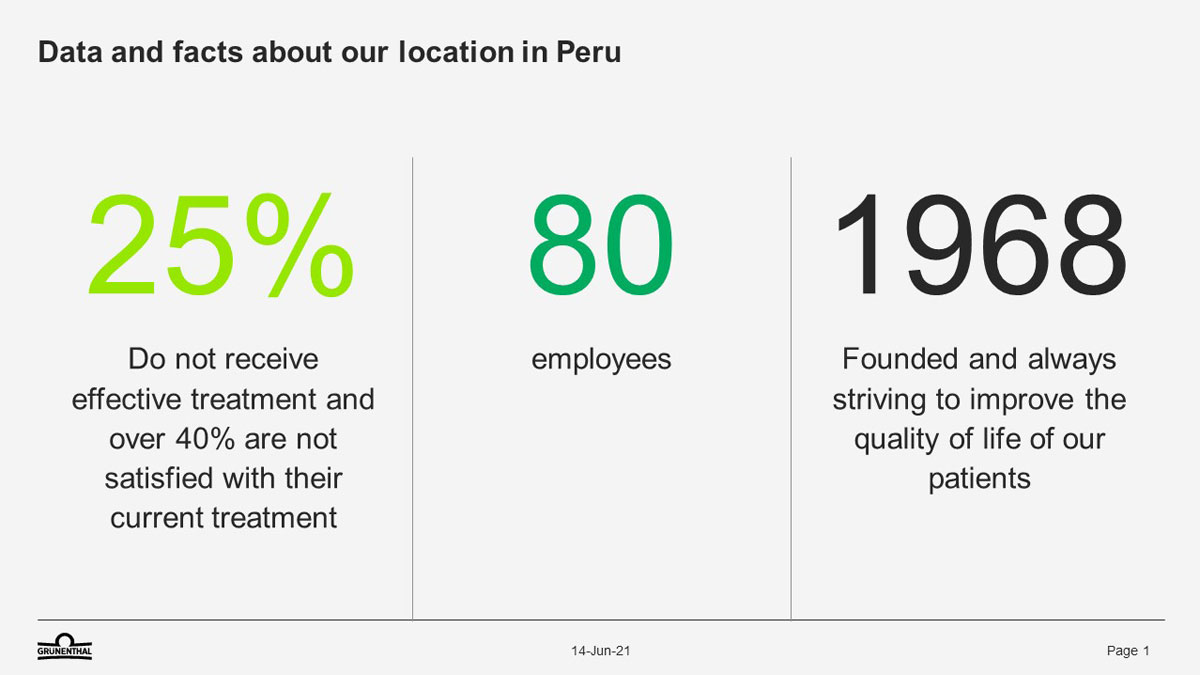 Data and facts about our location in Peru
25%
Do not receive
effective treatment and
over 40% are not
satisfied with their
current treatment
80
employees
1968
Founded and always
striving to improve the
quality of life of our
patients
GRÜNENTHAL
14-Jun-21
Page 1